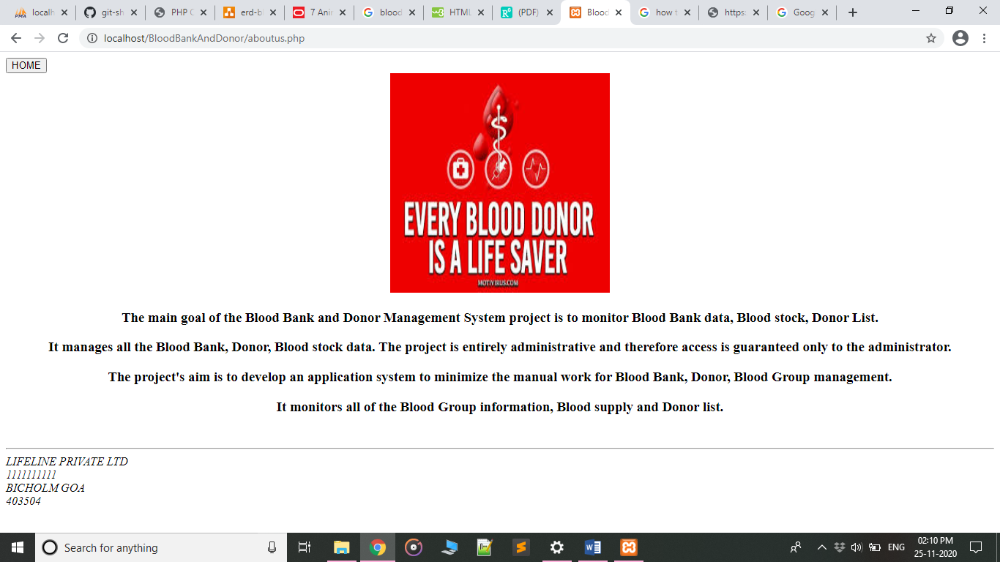 localh
git-sh
PHP C
erd-bl
7 Anir
blood
HTML
(PDF)
Blood
how t
https:
Goog
localhost/BloodBankAndDonor/aboutus.php
HOME
EVERY BLOOD DONOR
IS A LIFE SAVER
MOTIVIRUS.COM
The main goal of the Blood Bank and Donor Management System project is to monitor Blood Bank data, Blood stock, Donor List.
It manages all the Blood Bank, Donor, Blood stock data. The project is entirely administrative and therefore access is guaranteed only to the administrator.
The project's aim is to develop an application system to minimize the manual work for Blood Bank, Donor, Blood Group management.
It monitors all of the Blood Group information, Blood supply and Donor list.
LIFELINE PRIVATE LTD
1111111111
BICHOLM GOA
403504
Search for anything
ENG
02:10 PM
25-11-2020